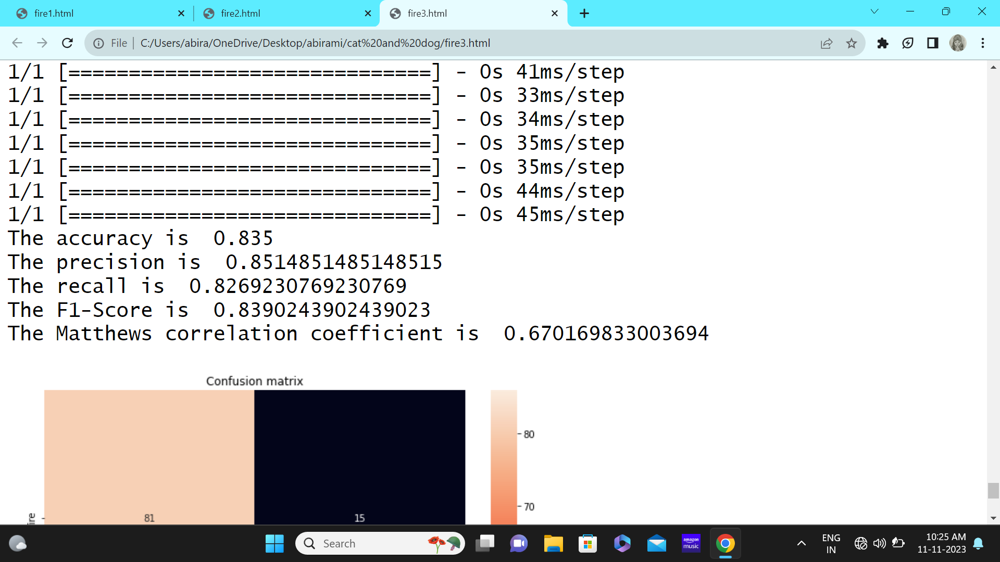 fire1.html
fire2.html
fire3.html
File
C:/Users/abira/OneDrive/Desktop/abirami/cat%20and%20dog/fire3.html
1/1 [==============================] - 0s 41ms/step
1/1 [==============================] - 0s 33ms/step
1/1 [==============================] - 0s 34ms/step
1/1 [==============================] - 0s 35ms/step
1/1 [==============================] - 0s 35ms/step
1/1 [==============================] - 0s 44ms/step
1/1 [==============================] - 0s 45ms/step
The accuracy is  0.835
The precision is  0.8514851485148515
The recall is  0.8269230769230769
The F1-Score is  0.8390243902439023
The Matthews correlation coefficient is  0.670169833003694
Confusion matrix
80
70
81
15
Search
amazon
music
ENG
IN
10:25 AM
11-11-2023